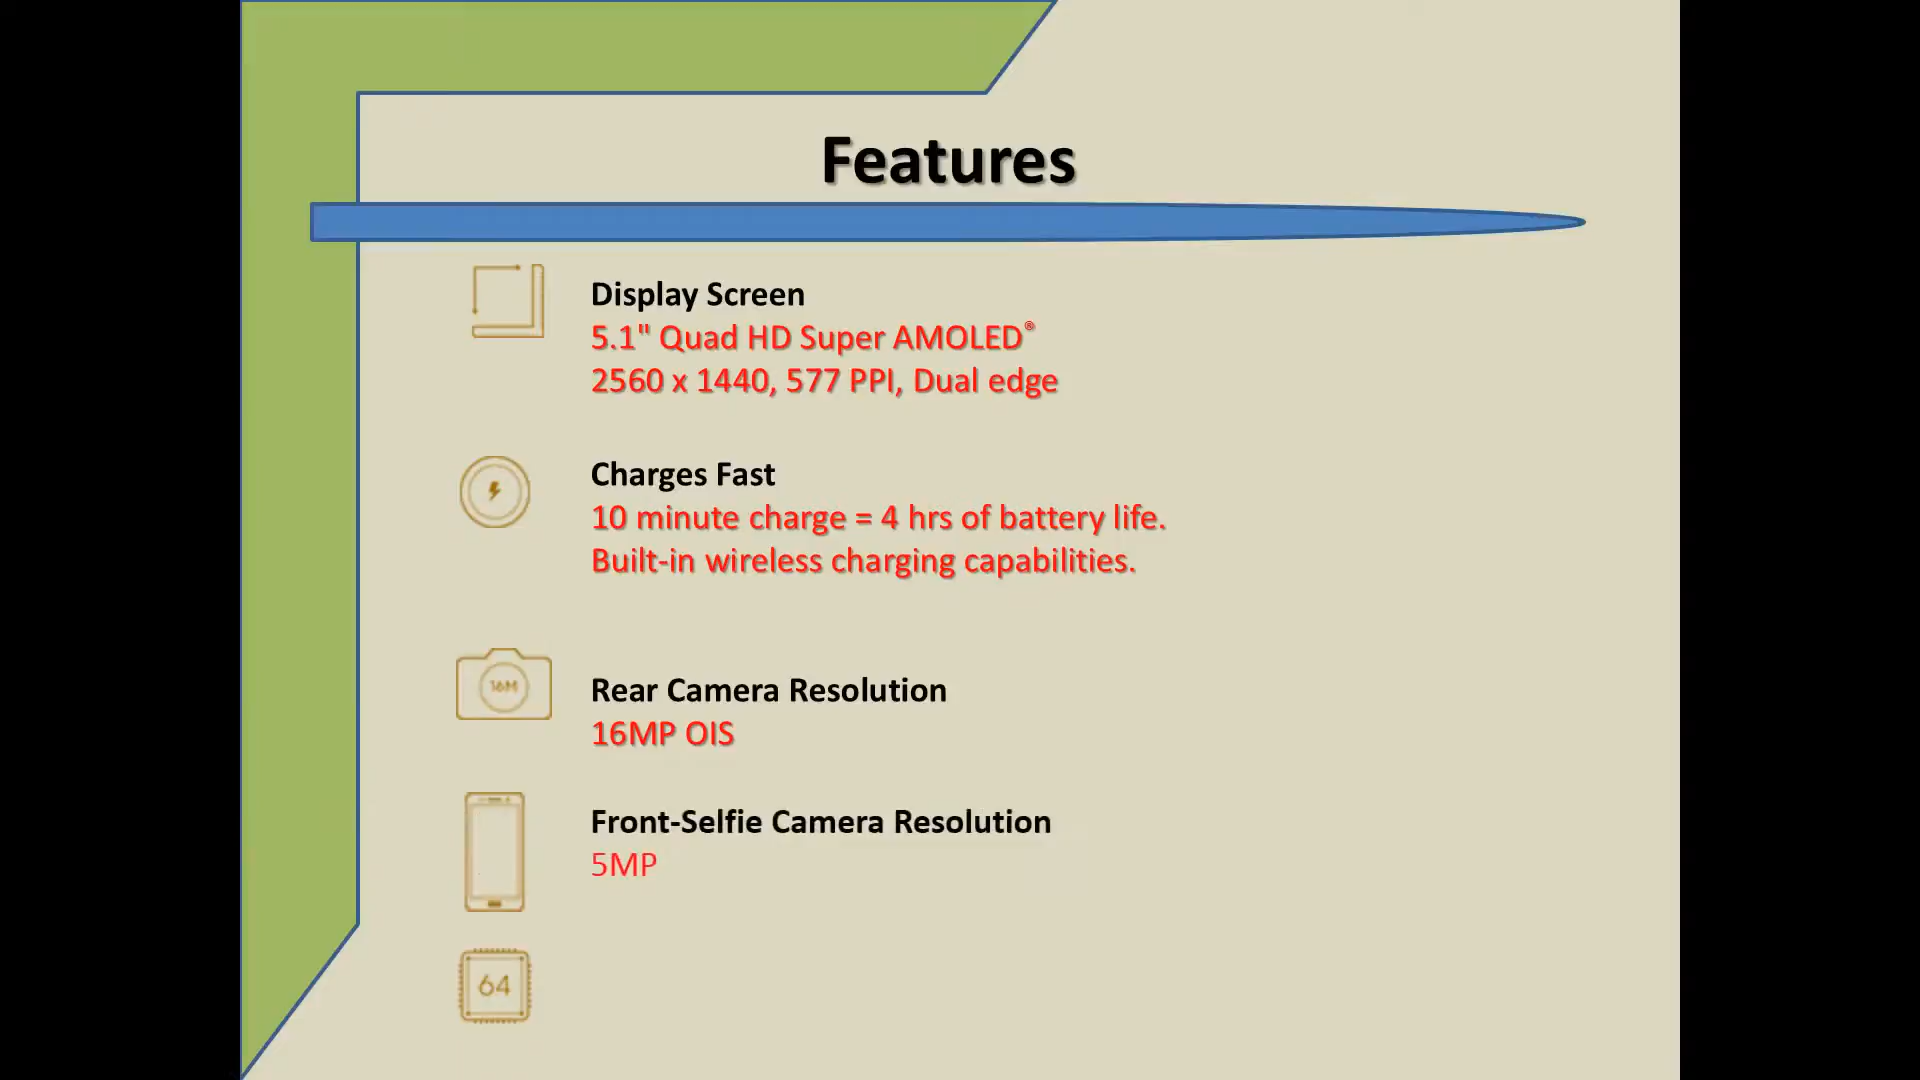 Features
Display Screen
5.1" Quad HD Super AMOLED®
2560 x 1440, 577 PPI, Dual edge
Charges Fast
10 minute charge = 4 hrs of battery life.
Built-in wireless charging capabilities.
16M
Rear Camera Resolution
16MP OIS
Front-Selfie Camera Resolution
5MP
64